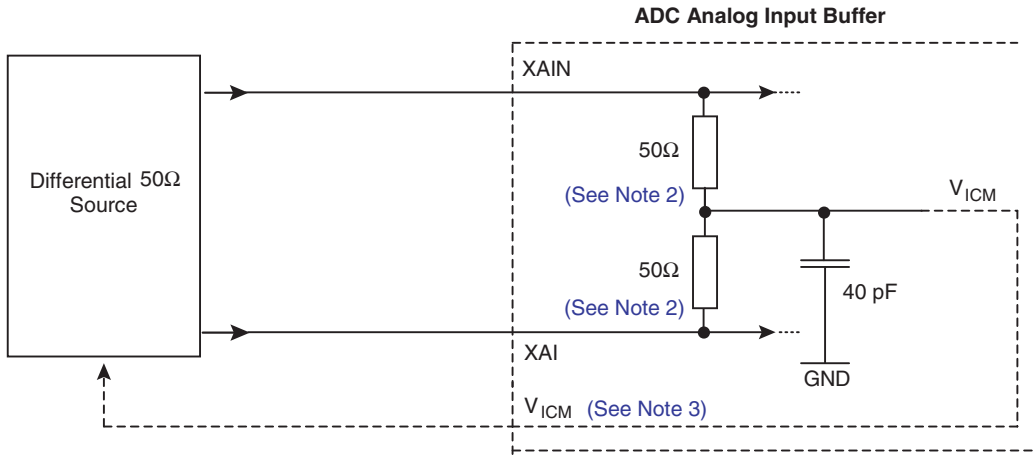 ADC Analog Input Buffer
XAIN
Differential 50Ω
Source
50Ω
(See Note 2)
VICM
50Ω
(See Note 2)
40 pF
XAI
GND
VICM (See Note 3)